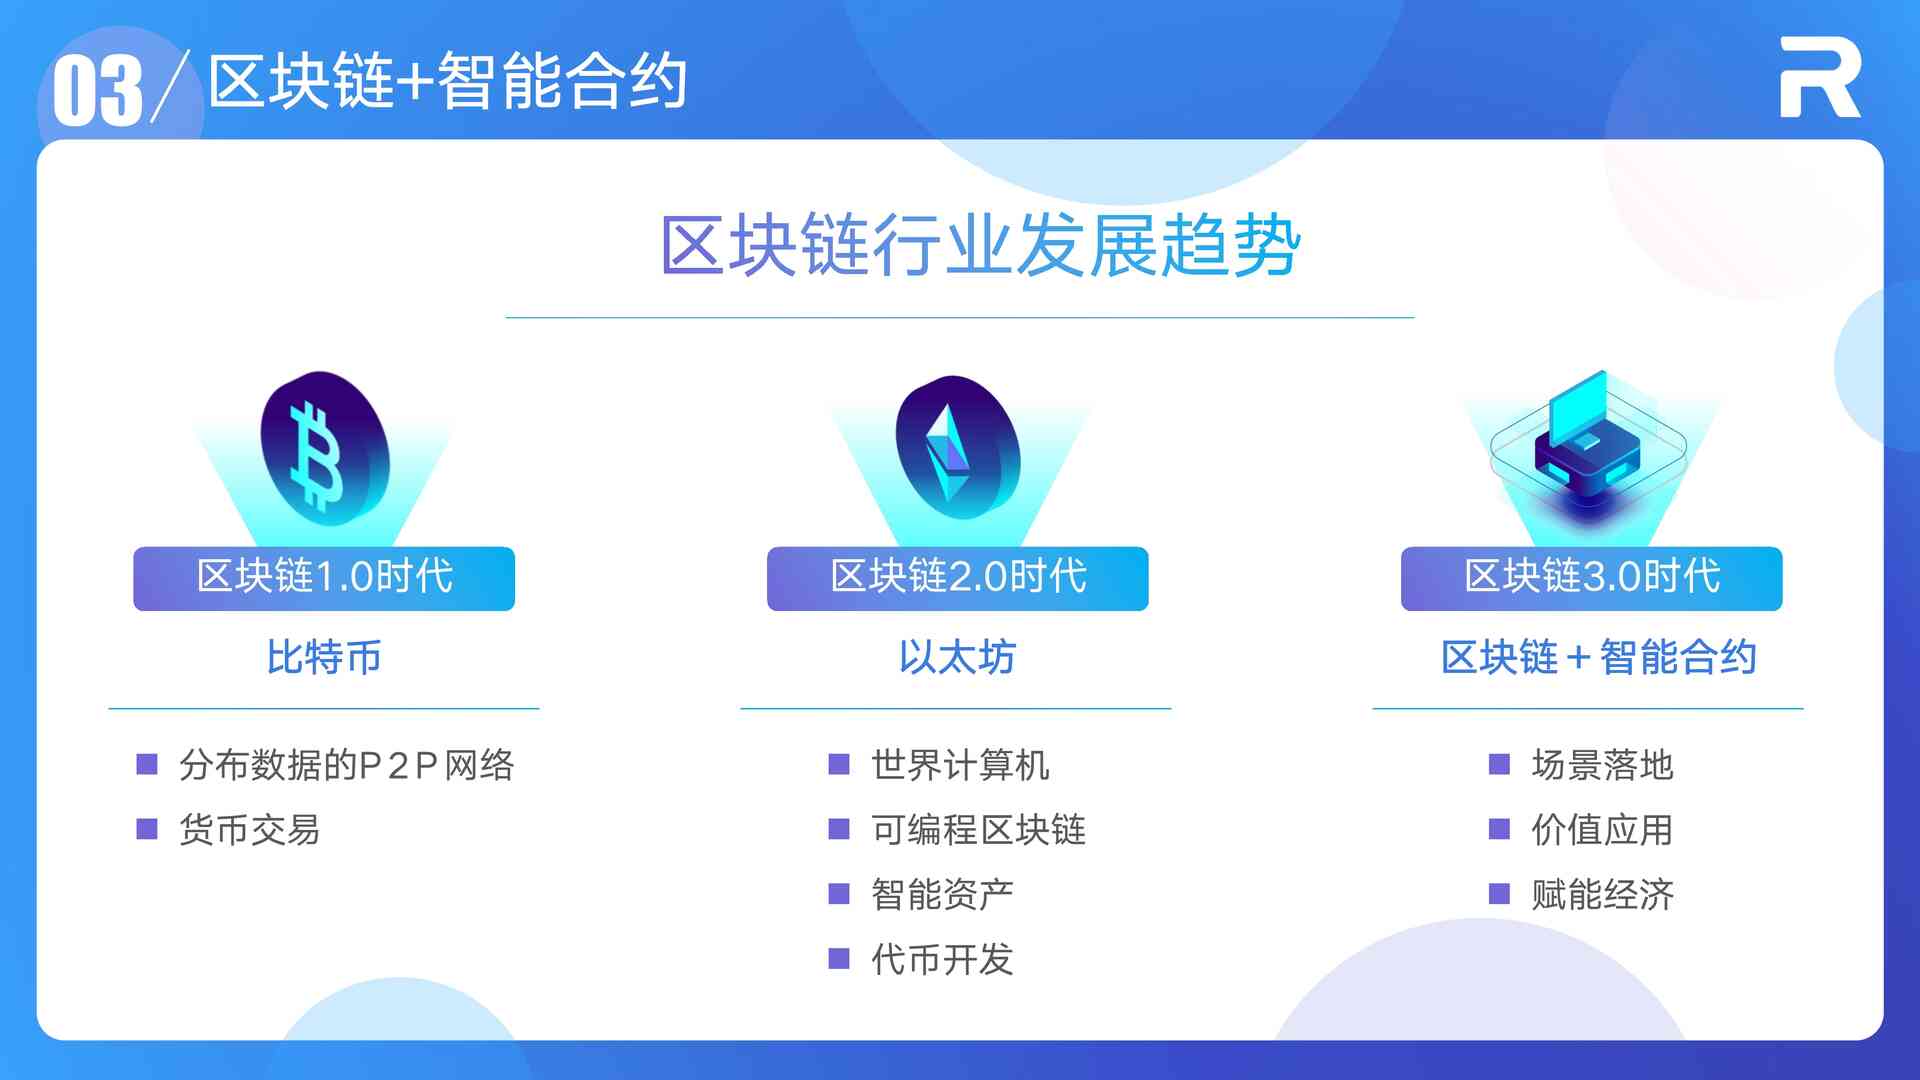 03/区块链+智能合约
R
区块链行业发展趋势
区块链1.0时代
比特币
分布数据的P2P网络
货币交易
区块链2.0时代
以太坊
世界计算机
可编程区块链
智能资产
代币开发
区块链3.0时代
区块链+智能合约
场景落地
价值应用
赋能经济